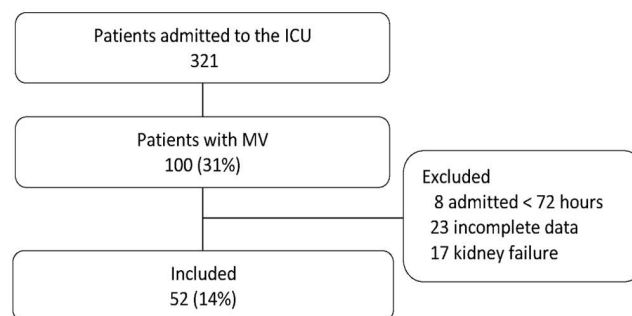 Patients admitted to the ICU
321
Patients with MV
100 (31%)
Excluded
8 admitted < 72 hours
23 incomplete data
17 kidney failure
Included
52 (14%)